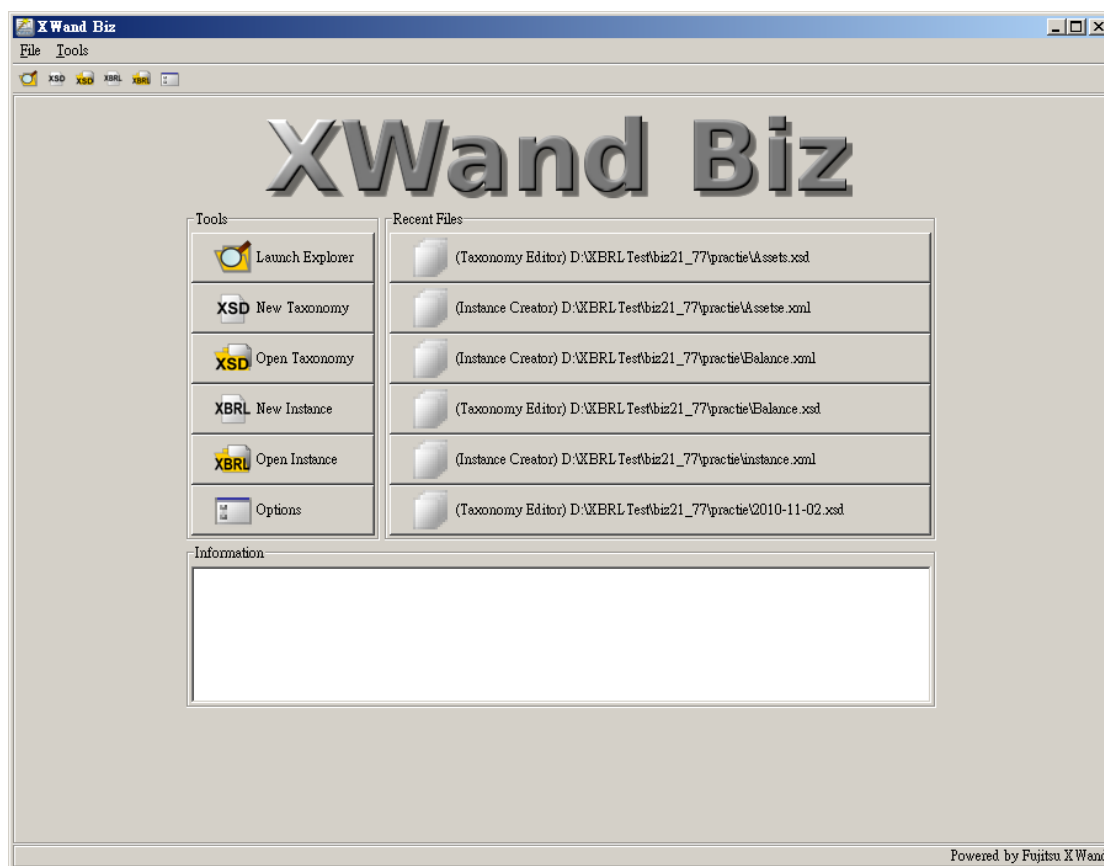 XWand Biz
File Tools
XSD XSD XBRL XBRL
XWand Biz
Tools
Launch Explorer
XSD New Taxonomy
XSD Open Taxonomy
XBRL New Instance
XBRL Open Instance
Options
Recent Files
(Taxonomy Editor) D:\XBRL Test\biz21_77\practie\Assets.xsd
(Instance Creator) D:\XBRL Test\biz21_77\practie\Assetse.xml
(Instance Creator) D:\XBRL Test\biz21_77\practie\Balance.xml
(Taxonomy Editor) D:\XBRL Test\biz21_77\practie\Balance.xsd
(Instance Creator) D:\XBRL Test\biz21_77\practie\instance.xml
(Taxonomy Editor) D:\XBRL Test\biz21_77\practie\2010-11-02.xsd
Information
Powered by Fujitsu XWand